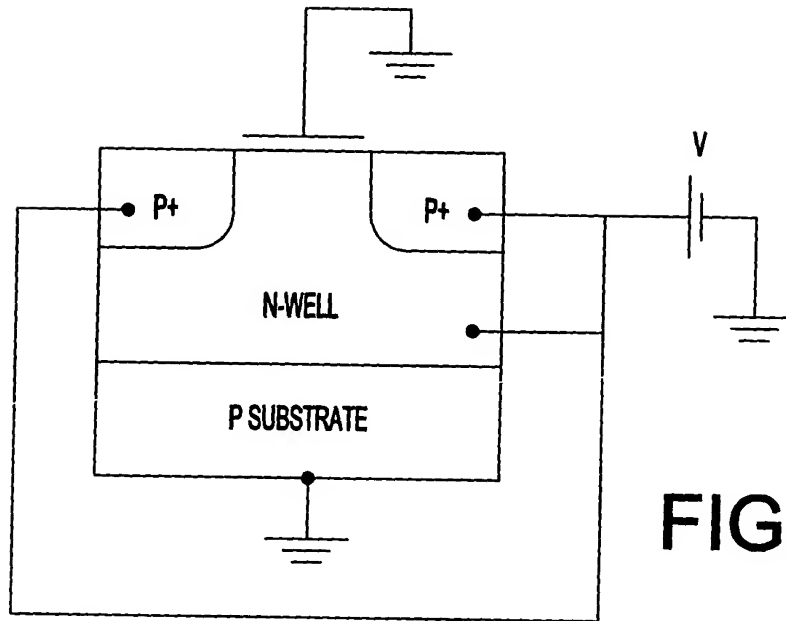 V
P+
P+
N-WELL
P SUBSTRATE
FIG